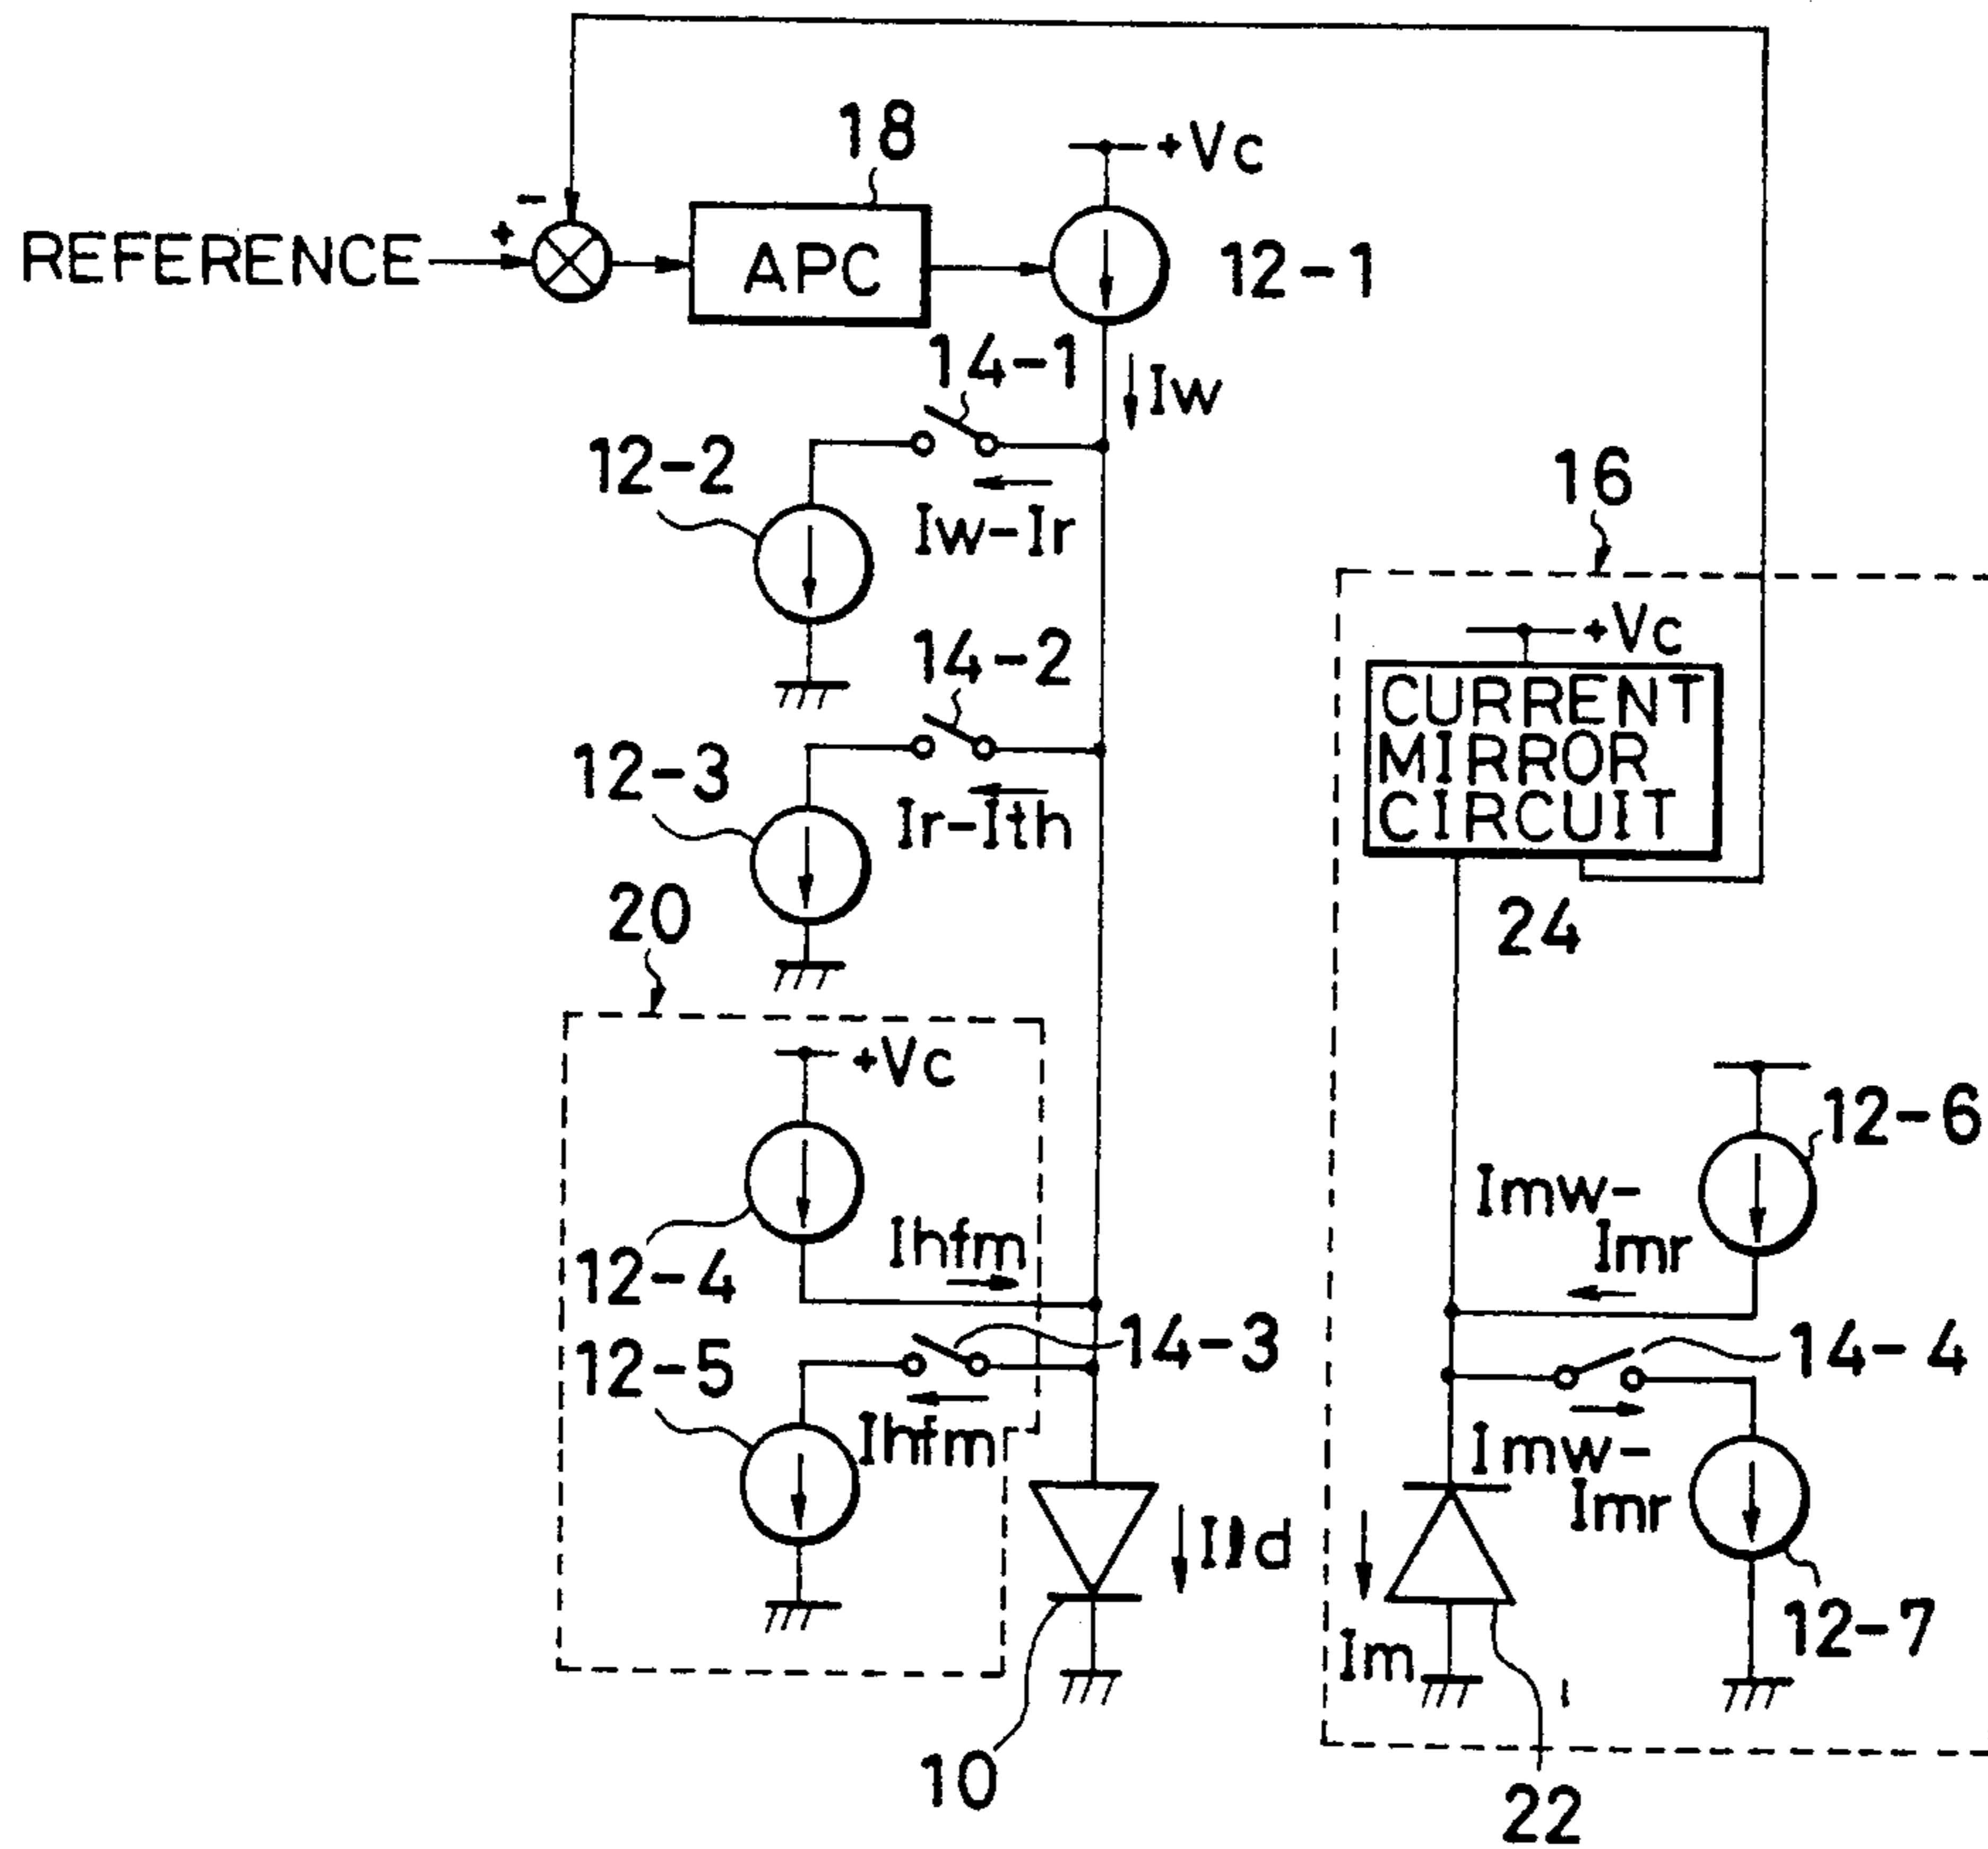 18
+Vc
-
+
REFERENCE
APC
12-1
14-1
Iw
12-2
Iw-Ir
16
14-2
+Vc
CURRENT
MIRROR
CIRCUIT
12-3
Ir-Ith
20
24
+Vc
12-6
Imw-
Imr
Ihfm
12-4
14-3
14-4
12-5
Ihfm
Imw-
Imr
Ild
12-7
Im
10
22